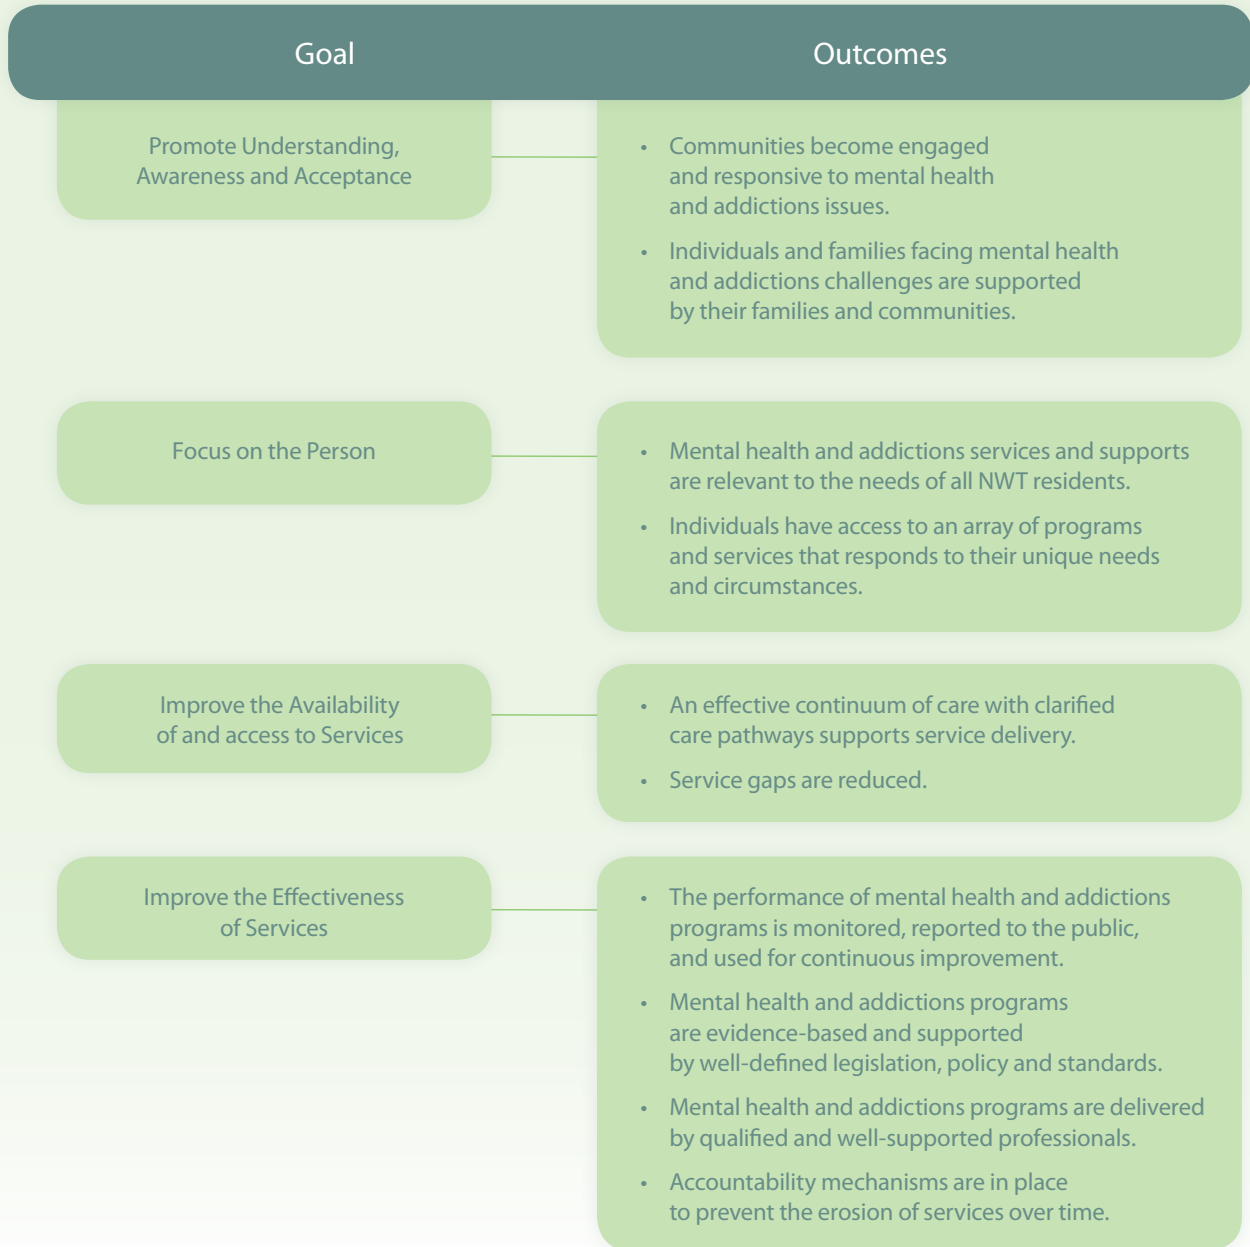 Goal
Outcomes
Promote Understanding,
Awareness and Acceptance
• Communities become engaged
and responsive to mental health
and addictions issues.
• Individuals and families facing mental health
and addictions challenges are supported
by their families and communities.
Focus on the Person
• Mental health and addictions services and supports
are relevant to the needs of all NWT residents.
• Individuals have access to an array of programs
and services that responds to their unique needs
and circumstances.
Improve the Availability
of and access to Services
• An effective continuum of care with clarified
care pathways supports service delivery.
• Service gaps are reduced.
Improve the Effectiveness
of Services
• The performance of mental health and addictions
programs is monitored, reported to the public,
and used for continuous improvement.
• Mental health and addictions programs
are evidence-based and supported
by well-defined legislation, policy and standards.
• Mental health and addictions programs are delivered
by qualified and well-supported professionals.
• Accountability mechanisms are in place
to prevent the erosion of services over time.